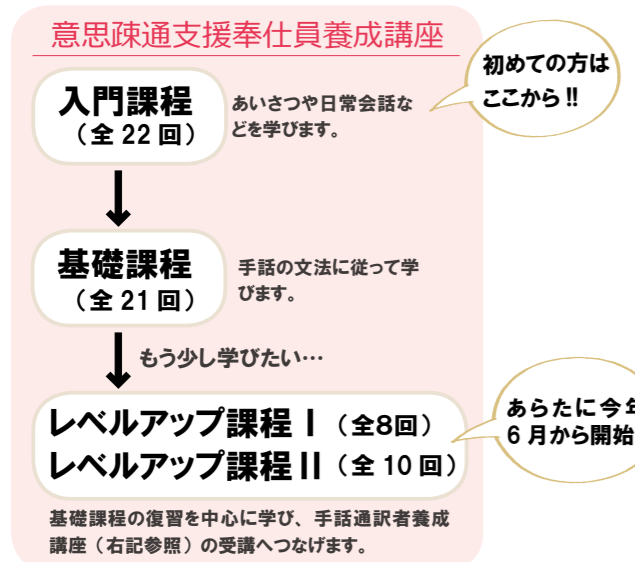 意思疎通支援奉仕員養成講座
初めての方は
ここから!!
入門課程
（全 22 回）
あいさつや日常会話な
どを学びます。
基礎課程
（全 21 回）
手話の文法に従って学
びます。
もう少し学びたい…
レベルアップ課程Ⅰ（全8回）
レベルアップ課程II（全 10 回）
あらたに今年
6 月から開始
基礎課程の復習を中心に学び、手話通訳者養成
講座（右記参照）の受講へつなげます。